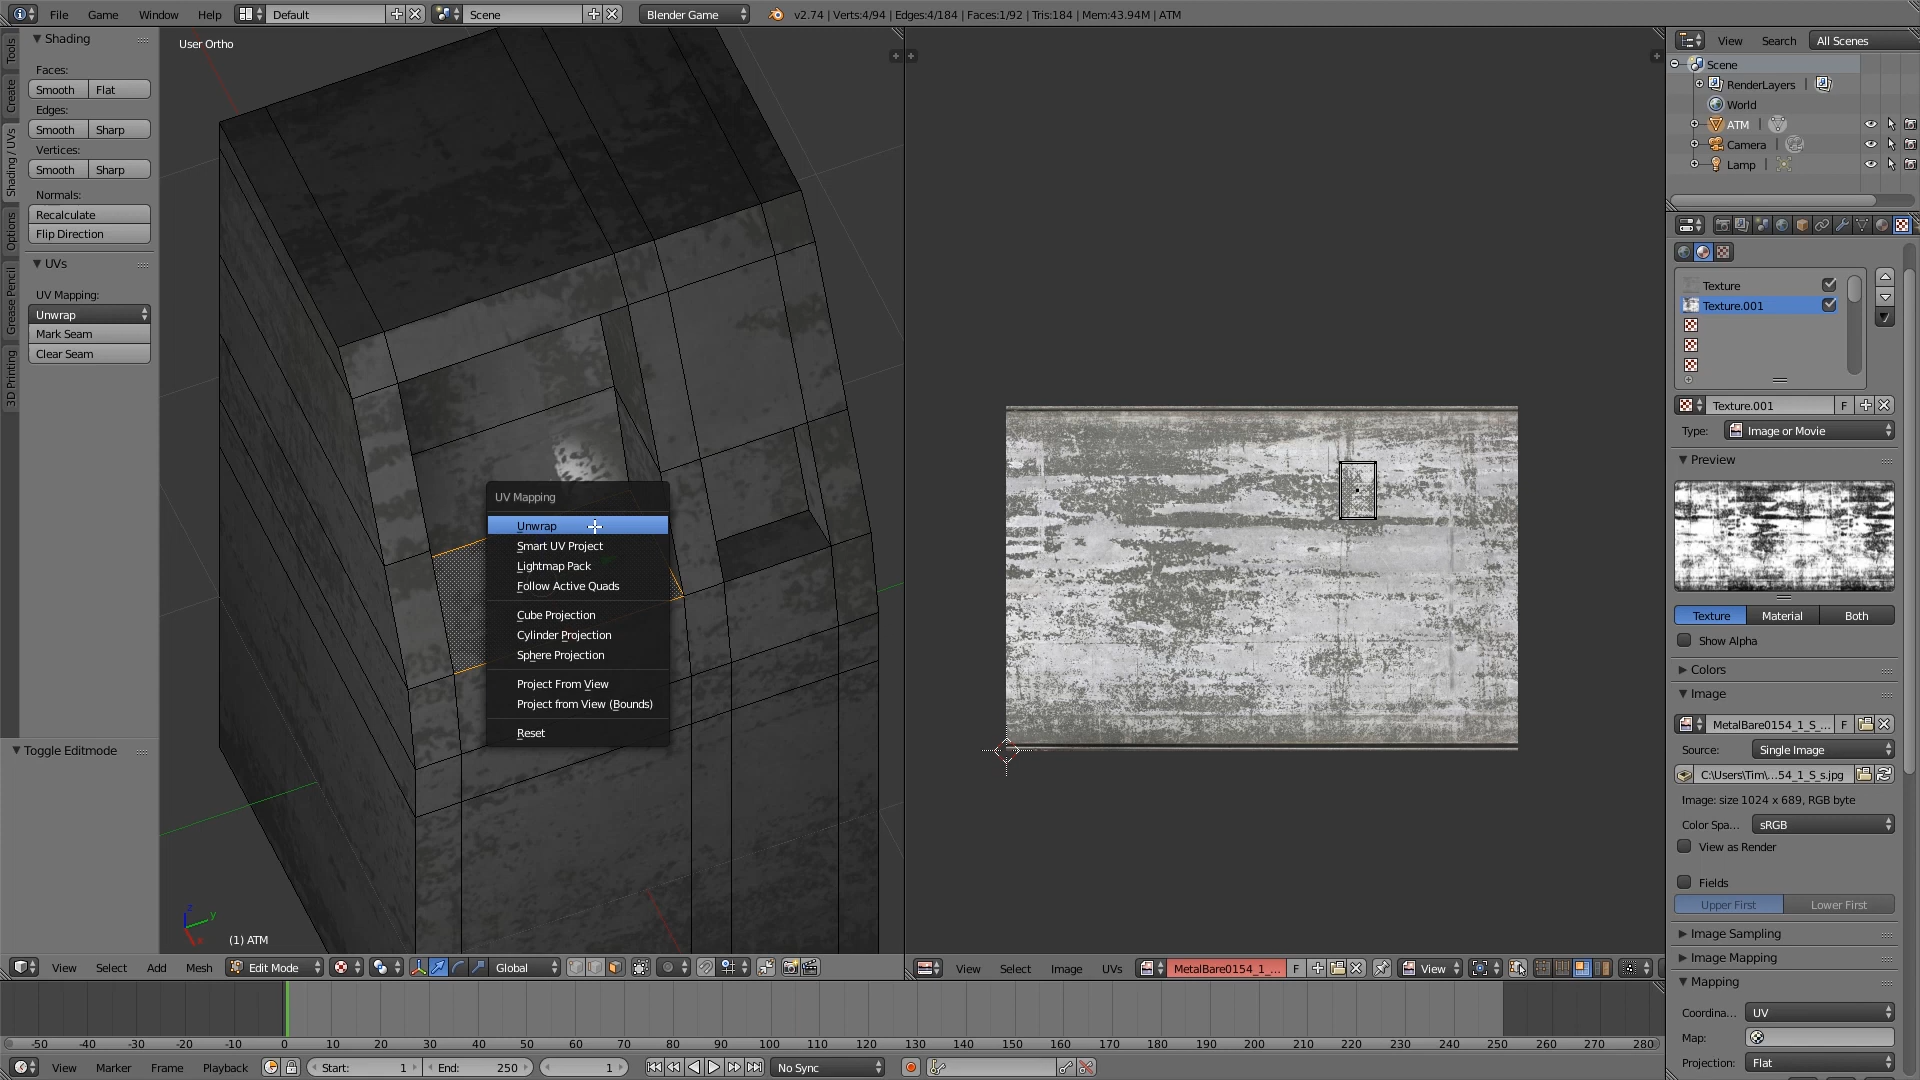 File Game Window Help Default Scene Blender Game v2.74 | Verts:4/94 | Edges:4/184 | Faces:1/92 | Tris:184 | Mem:43.94M | ATM
Tools
Create
Shading / UVs
Options
Grease Pencil
3D Printing
Shading
Faces:
Smooth Flat
Edges:
Smooth Sharp
Vertices:
Smooth Sharp
Normals:
Recalculate
Flip Direction
UVs
UV Mapping:
Unwrap
Mark Seam
Clear Seam
Toggle Editmode
User Ortho
UV Mapping
Unwrap
Smart UV Project
Lightmap Pack
Follow Active Quads
Cube Projection
Cylinder Projection
Sphere Projection
Project From View
Project from View (Bounds)
Reset
z
y
x
(1) ATM
View Select Add Mesh Edit Mode Global
View Select Image UVs MetalBare0154_1_... F View
View Search All Scenes
Scene
RenderLayers |
World
ATM |
Camera |
Lamp |
Texture
Texture.001
Texture.001 F
Type: Image or Movie
Preview
Texture Material Both
Show Alpha
Colors
Image
MetalBare0154_1_S_... F
Source: Single Image
C:\Users\Tim\...54_1_S_s.jpg
Image: size 1024 x 689, RGB byte
Color Spa... sRGB
View as Render
Fields
Upper First Lower First
Image Sampling
Image Mapping
Mapping
Coordina... UV
Map:
Projection: Flat
-50 -40 -30 -20 -10 0 10 20 30 40 50 60 70 80 90 100 110 120 130 140 150 160 170 180 190 200 210 220 230 240 250 260 270 280
View Marker Frame Playback Start: 1 End: 250 1 No Sync